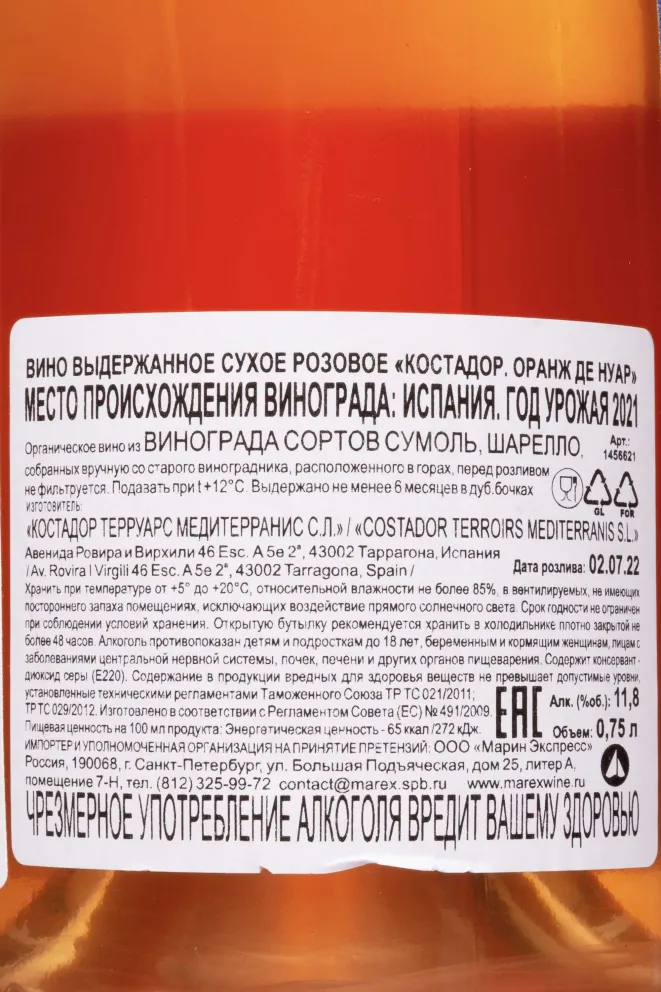 ВИНО ВЫДЕРЖАННОЕ СУХОЕ РОЗОВОЕ «КОСТАДОР. ОРАНЖ ДЕ НУАР»
МЕСТО ПРОИСХОЖДЕНИЯ ВИНОГРАДА: ИСПАНИЯ. ГОД УРОЖАЯ 2021
Органическое вино из ВИНОГРАДА СОРТОВ СУМОЛЬ, ШАРЕЛЛО,
Арт.:
1456621
собранных вручную со старого виноградника, расположенного в горах, перед розливом
не фильтруется. Подавать при t +12°C. Выдержано не менее 6 месяцев в дуб.бочках
GL
FOR
ИЗГОТОВИТЕЛЬ:
«КОСТАДОР ТЕРРУАРС МЕДИТЕРРАНИС С.Л.» / «COSTADOR TERROIRS MEDITERRANIS S.L.»
Авенида Ровира и Вирхили 46 Esc. A 5e 2ª, 43002 Таррагона, Испания
/ Av. Rovira I Virgili 46 Esc. A 5e 2ª, 43002 Tarragona, Spain /
Дата розлива: 02.07.22
Хранить при температуре от +5° до +20°С, относительной влажности не более 85%, в вентилируемых, не имеющих
постороннего запаха помещениях, исключающих воздействие прямого солнечного света. Срок годности не ограничен
при соблюдении условий хранения. Открытую бутылку рекомендуется хранить в холодильнике плотно закрытой не
более 48 часов. Алкоголь противопоказан детям и подросткам до 18 лет, беременным и кормящим женщинам, лицам с
заболеваниями центральной нервной системы, почек, печени и других органов пищеварения. Содержит консервант -
диоксид серы (E220). Содержание в продукции вредных для здоровья веществ не превышает допустимые уровни,
установленные техническими регламентами Таможенного Союза ТР ТС 021/2011;
ТР ТС 029/2012. Изготовлено в соответствии с Регламентом Совета (ЕС) № 491/2009.
EAC
Алк. (%об.): 11,8
Пищевая ценность на 100 мл продукта: Энергетическая ценность - 65 ккал /272 кДж.
Объем: 0,75 л
ИМПОРТЕР И УПОЛНОМОЧЕННАЯ ОРГАНИЗАЦИЯ НА ПРИНЯТИЕ ПРЕТЕНЗИЙ: ООО «Марин Экспресс»
Россия, 190068, г. Санкт-Петербург, ул. Большая Подъяческая, дом 25, литер А,
помещение 7-Н, тел. (812) 325-99-72 contact@marex.spb.ru www.marexwine.ru
ЧРЕЗМЕРНОЕ УПОТРЕБЛЕНИЕ АЛКОГОЛЯ ВРЕДИТ ВАШЕМУ ЗДОРОВЬЮ